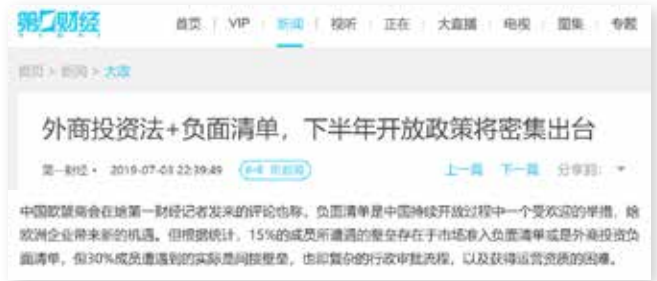 第一财经
首页 | VIP | 新闻 | 视听 | 正在 | 大直播 | 电视 | 图集 | 专题
首页 > 新闻 > 大政
外商投资法+负面清单，下半年开放政策将密集出台
第一财经 · 2019-07-03 22:39:49 听新闻 上一篇 下一篇 分享到：
中国欧盟商会在给第一财经记者发来的评论也称，负面清单是中国持续开放过程中一个受欢迎的举措，给
欧洲企业带来新的机遇。但根据统计，15%的成员所遭遇的壁垒存在于市场准入负面清单或是外商投资负
面清单，但30%成员遭遇到的实际是间接壁垒，也即复杂的行政审批流程，以及获得运营资质的困难。